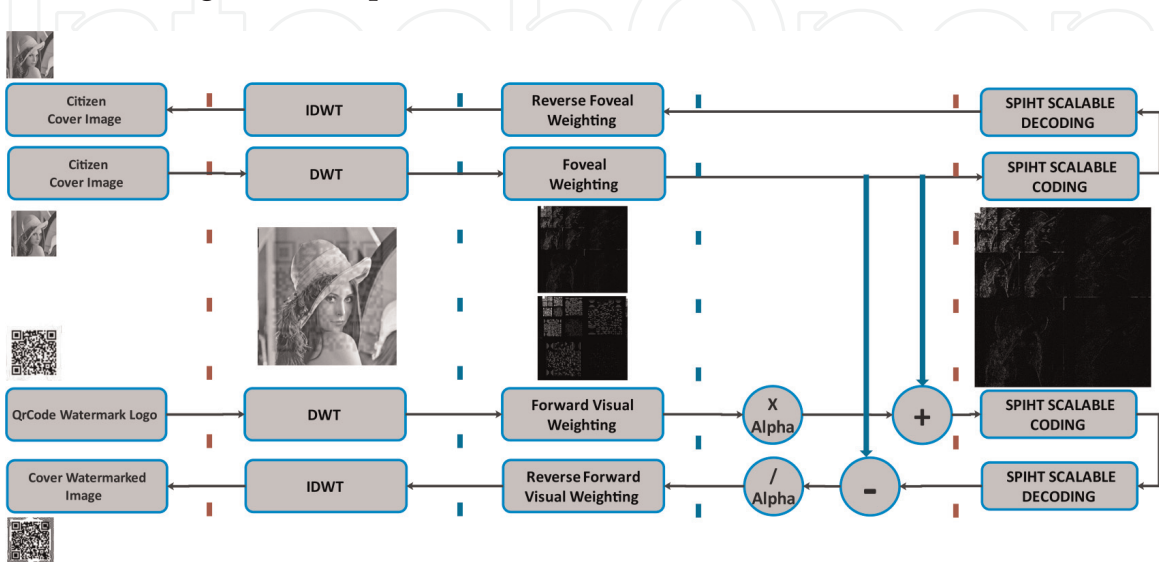 Citizen
Cover Image
IDWT
Reverse Foveal
Weighting
SPIHT SCALABLE
DECODING
Citizen
Cover Image
DWT
Foveal
Weighting
SPIHT SCALABLE
CODING
QrCode Watermark Logo
DWT
Forward Visual
Weighting
X
Alpha
+
SPIHT SCALABLE
CODING
Cover Watermarked
Image
IDWT
Reverse Forward
Visual Weighting
/
Alpha
-
SPIHT SCALABLE
DECODING